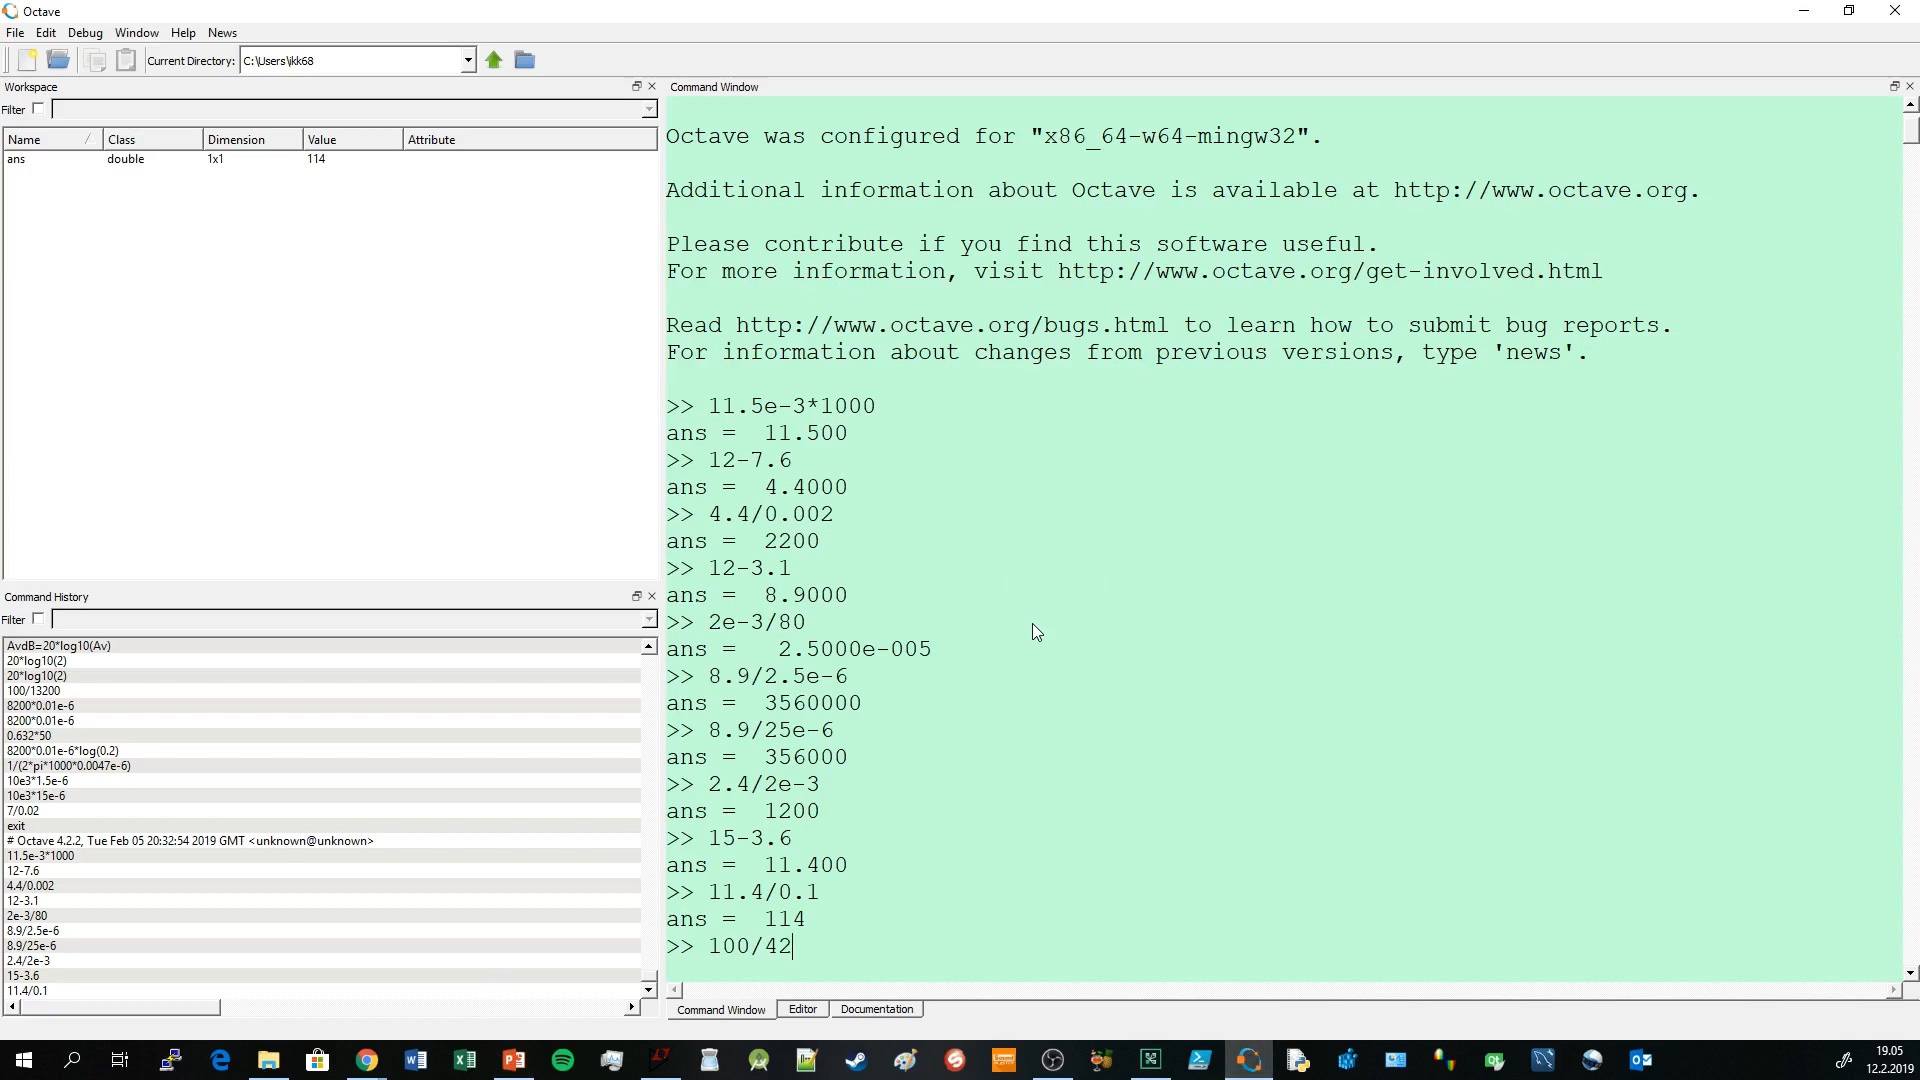 Octave
File Edit Debug Window Help News
Current Directory: C:\Users\jkk68
Workspace
Filter
Name Class Dimension Value Attribute
ans double 1x1 114
Command History
Filter
AvdB=20*log10(Av)
20*log10(2)
20*log10(2)
100/13200
8200*0.01e-6
8200*0.01e-6
0.632*50
8200*0.01e-6*log(0.2)
1/(2*pi*1000*0.0047e-6)
10e3*1.5e-6
10e3*15e-6
7/0.02
exit
# Octave 4.2.2, Tue Feb 05 20:32:54 2019 GMT <unknown@unknown>
11.5e-3*1000
12-7.6
4.4/0.002
12-3.1
2e-3/80
8.9/2.5e-6
8.9/25e-6
2.4/2e-3
15-3.6
11.4/0.1
Command Window
Octave was configured for "x86_64-w64-mingw32".
Additional information about Octave is available at http://www.octave.org.
Please contribute if you find this software useful.
For more information, visit http://www.octave.org/get-involved.html
Read http://www.octave.org/bugs.html to learn how to submit bug reports.
For information about changes from previous versions, type 'news'.
>> 11.5e-3*1000
ans =  11.500
>> 12-7.6
ans =  4.4000
>> 4.4/0.002
ans =  2200
>> 12-3.1
ans =  8.9000
>> 2e-3/80
ans =   2.5000e-005
>> 8.9/2.5e-6
ans =  3560000
>> 8.9/25e-6
ans =  356000
>> 2.4/2e-3
ans =  1200
>> 15-3.6
ans =  11.400
>> 11.4/0.1
ans =  114
>> 100/42
Command Window Editor Documentation
19.05
12.2.2019